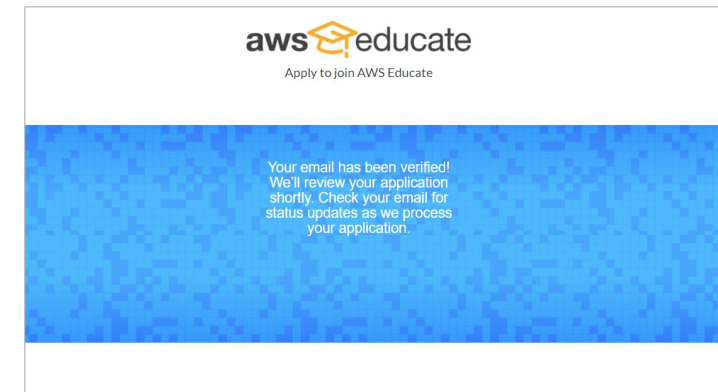 aws educate
Apply to join AWS Educate
Your email has been verified!
We'll review your application
shortly. Check your email for
status updates as we process
your application.